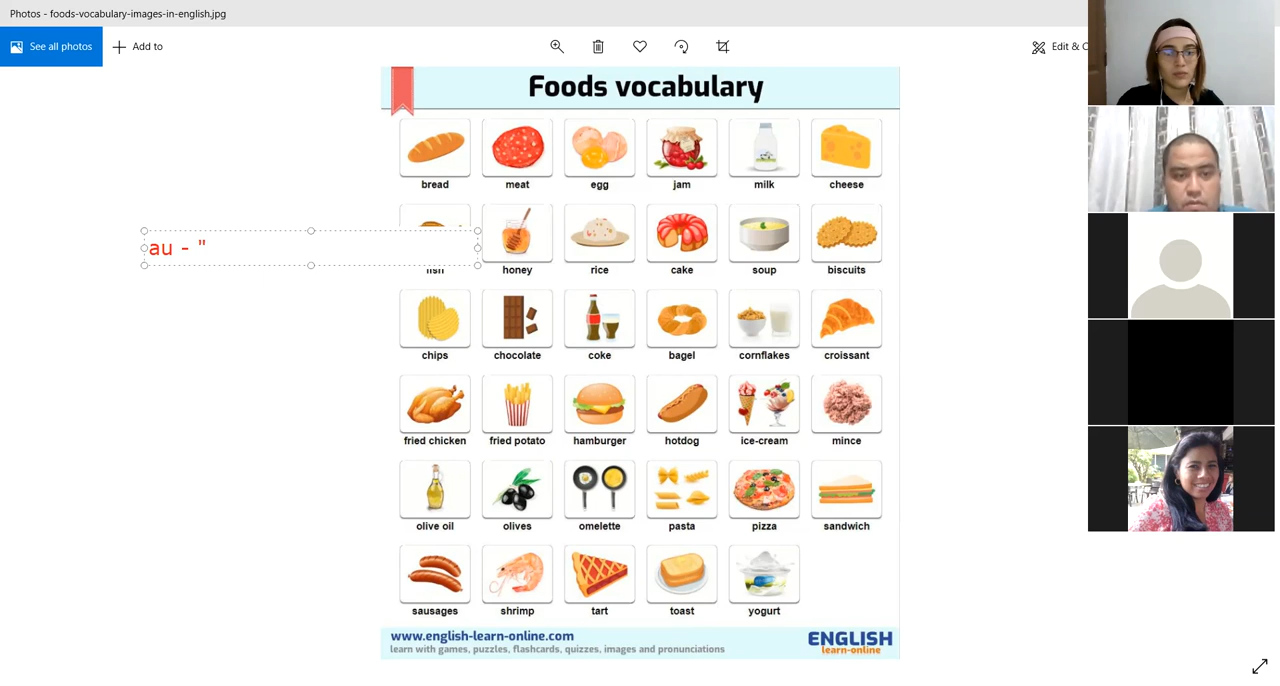 Photos - foods-vocabulary-images-in-english.jpg
See all photos
Add to
Edit & C
Foods vocabulary
bread meat egg jam milk cheese
au - "
fish honey rice cake soup biscuits
chips chocolate coke bagel cornflakes croissant
fried chicken fried potato hamburger hotdog ice-cream mince
olive oil olives omelette pasta pizza sandwich
sausages shrimp tart toast yogurt
www.english-learn-online.com
learn with games, puzzles, flashcards, quizzes, images and pronunciations
ENGLISH
learn-online